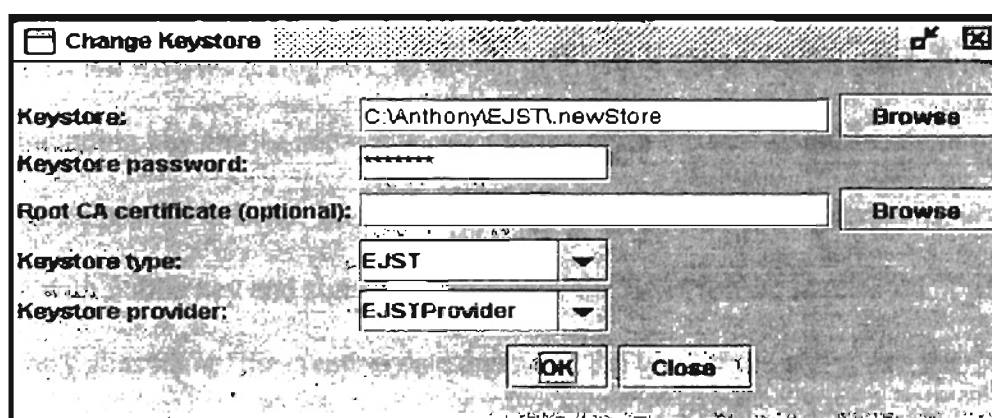 Change Keystore
Keystore: C:\Anthony\EJST\.newStore Browse
Keystore password: *******
Root CA certificate (optional): Browse
Keystore type: EJST
Keystore provider: EJSTProvider
OK Close